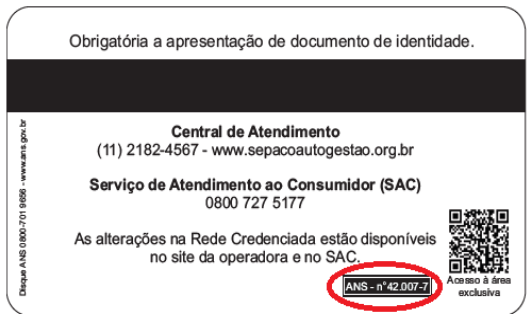 Obrigatória a apresentação de documento de identidade.
Disque ANS 0800-701 9656 - www.ans.gov.br
Central de Atendimento
(11) 2182-4567 - www.sepacoautogestao.org.br
Serviço de Atendimento ao Consumidor (SAC)
0800 727 5177
As alterações na Rede Credenciada estão disponíveis
no site da operadora e no SAC.
ANS - n°42.007-7
Acesso à área
exclusiva